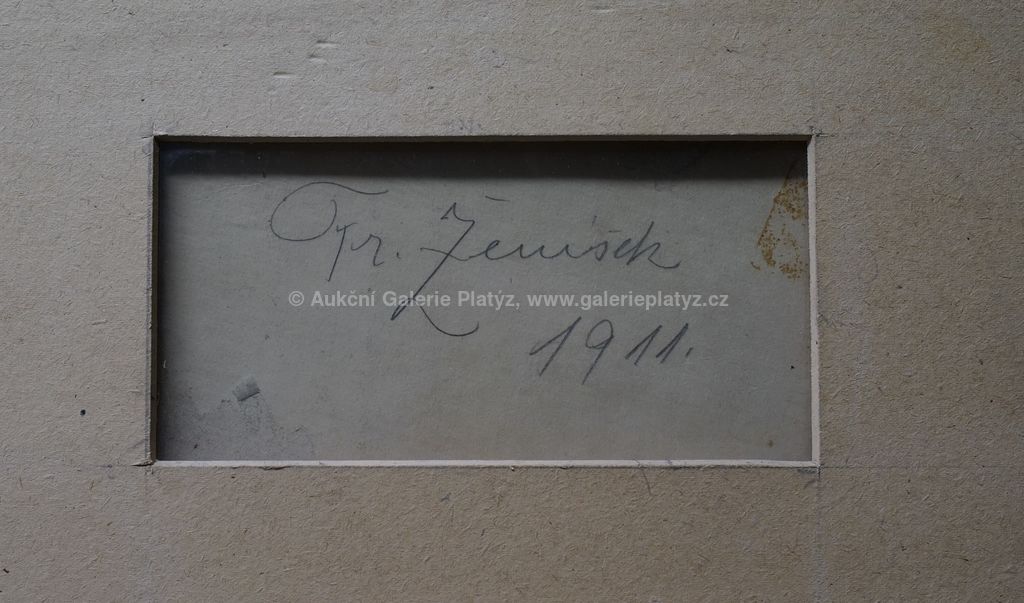 Fr. Ženíšek
© Aukční Galerie Platýz, www.galerieplatyz.cz
1911.